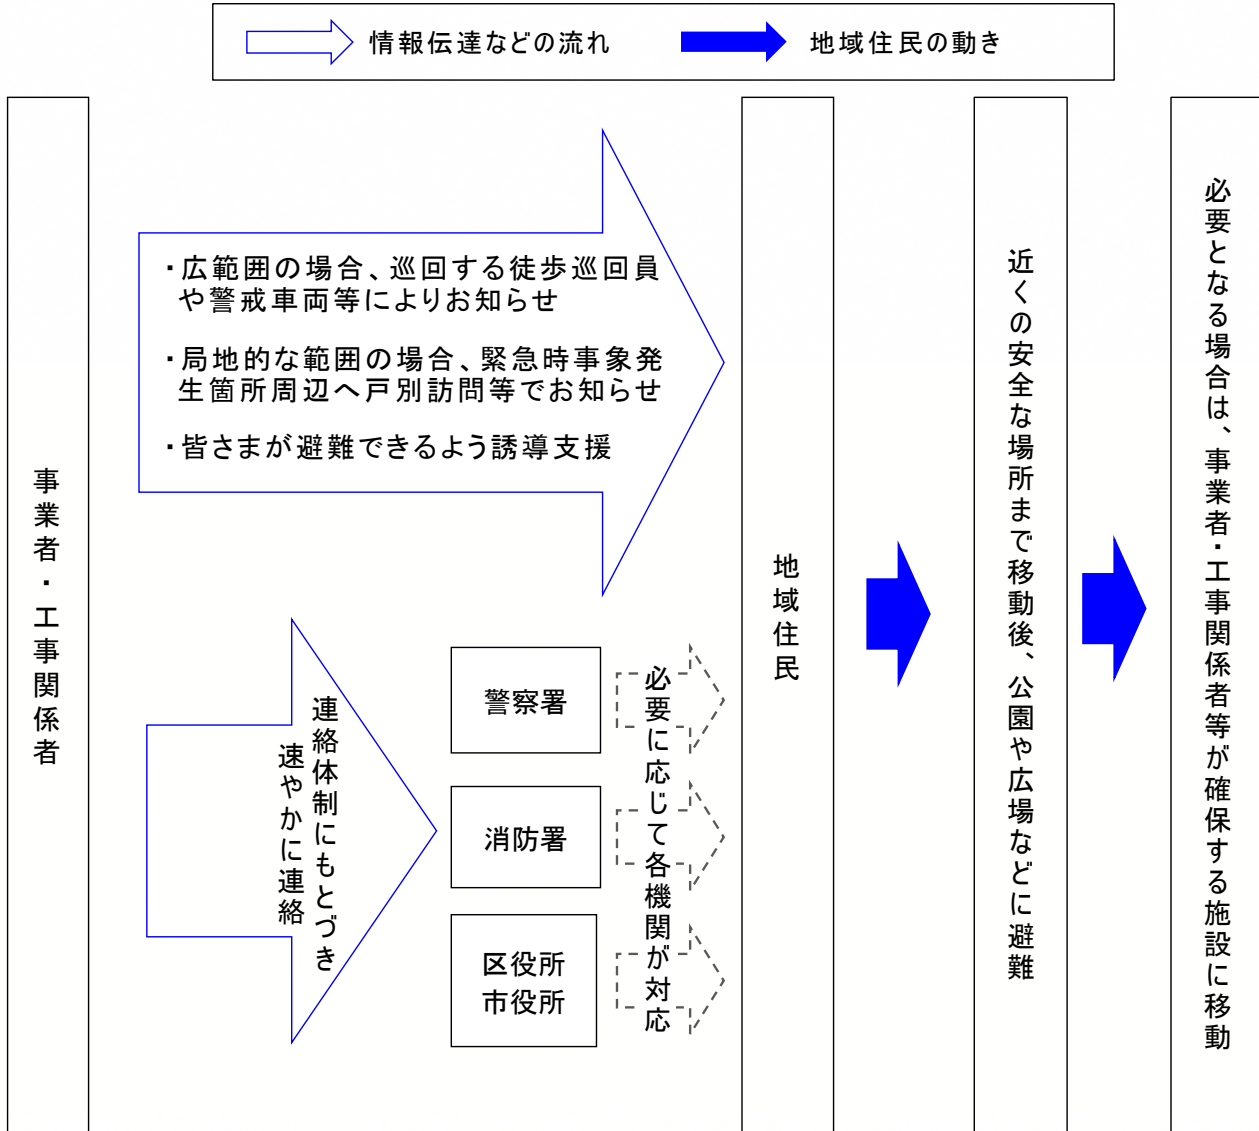 情報伝達などの流れ
地域住民の動き
事業者・工事関係者
・広範囲の場合、巡回する徒歩巡回員
や警戒車両等によりお知らせ
・局地的な範囲の場合、緊急時事象発
生箇所周辺へ戸別訪問等でお知らせ
・皆さまが避難できるよう誘導支援
連絡体制にもとづき
速やかに連絡
警察署
消防署
区役所
市役所
必要に応じて各機関が対応
地域住民
近くの安全な場所まで移動後、公園や広場などに避難
必要となる場合は、事業者・工事関係者等が確保する施設に移動